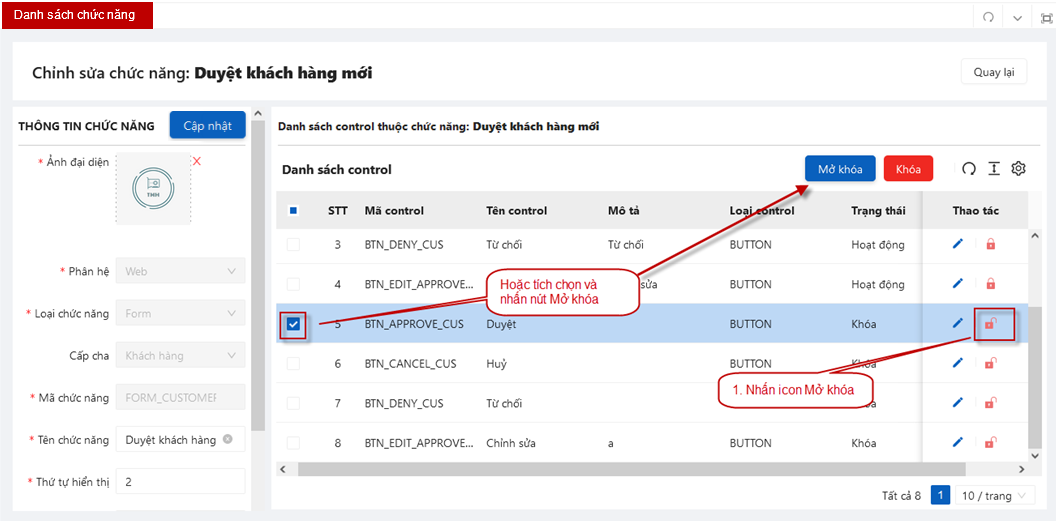 Danh sách chức năng
Chỉnh sửa chức năng: Duyệt khách hàng mới
Quay lại
THÔNG TIN CHỨC NĂNG
Cập nhật
* Ảnh đại diện
TMH
* Phân hệ
Web
* Loại chức năng
Form
Cấp cha
Khách hàng
* Mã chức năng
FORM_CUSTOMER
* Tên chức năng
Duyệt khách hàng
* Thứ tự hiển thị
2
Danh sách control thuộc chức năng: Duyệt khách hàng mới
Danh sách control
Mở khóa
Khóa
STT Mã control Tên control Mô tả Loại control Trạng thái Thao tác
3 BTN_DENY_CUS Từ chối Từ chối BUTTON Hoạt động
4 BTN_EDIT_APPROVE... sửa BUTTON Hoạt động
Hoặc tích chọn và
nhấn nút Mở khóa
5 BTN_APPROVE_CUS Duyệt BUTTON Khóa
6 BTN_CANCEL_CUS Huỷ BUTTON Khóa
1. Nhấn icon Mở khóa
7 BTN_DENY_CUS Từ chối
8 BTN_EDIT_APPROVE... Chỉnh sửa a BUTTON Khóa
Tất cả 8
1
10 / trang